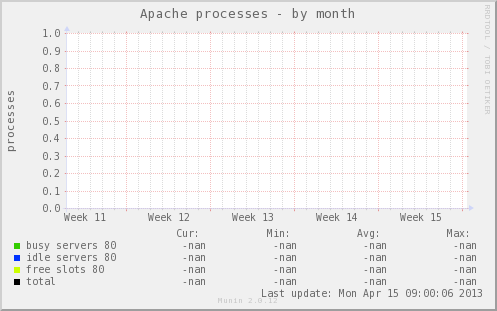 Apache processes - by month
RRDTOOL / TOBI OETIKER
processes
1.0
0.9
0.8
0.7
0.6
0.5
0.4
0.3
0.2
0.1
0.0
Week 11 Week 12 Week 13 Week 14 Week 15
Cur: Min: Avg: Max:
busy servers 80 -nan -nan -nan -nan
idle servers 80 -nan -nan -nan -nan
free slots 80 -nan -nan -nan -nan
total -nan -nan -nan -nan
Last update: Mon Apr 15 09:00:06 2013
Munin 2.0.12